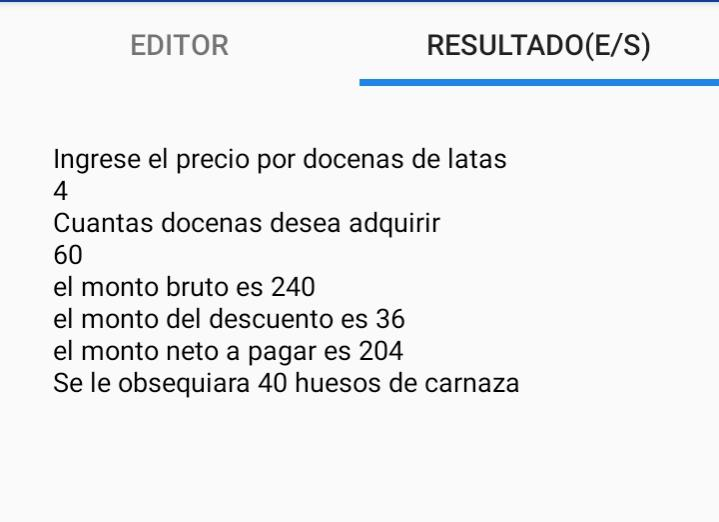 EDITOR
RESULTADO(E/S)
Ingrese el precio por docenas de latas
4
Cuantas docenas desea adquirir
60
el monto bruto es 240
el monto del descuento es 36
el monto neto a pagar es 204
Se le obsequiara 40 huesos de carnaza